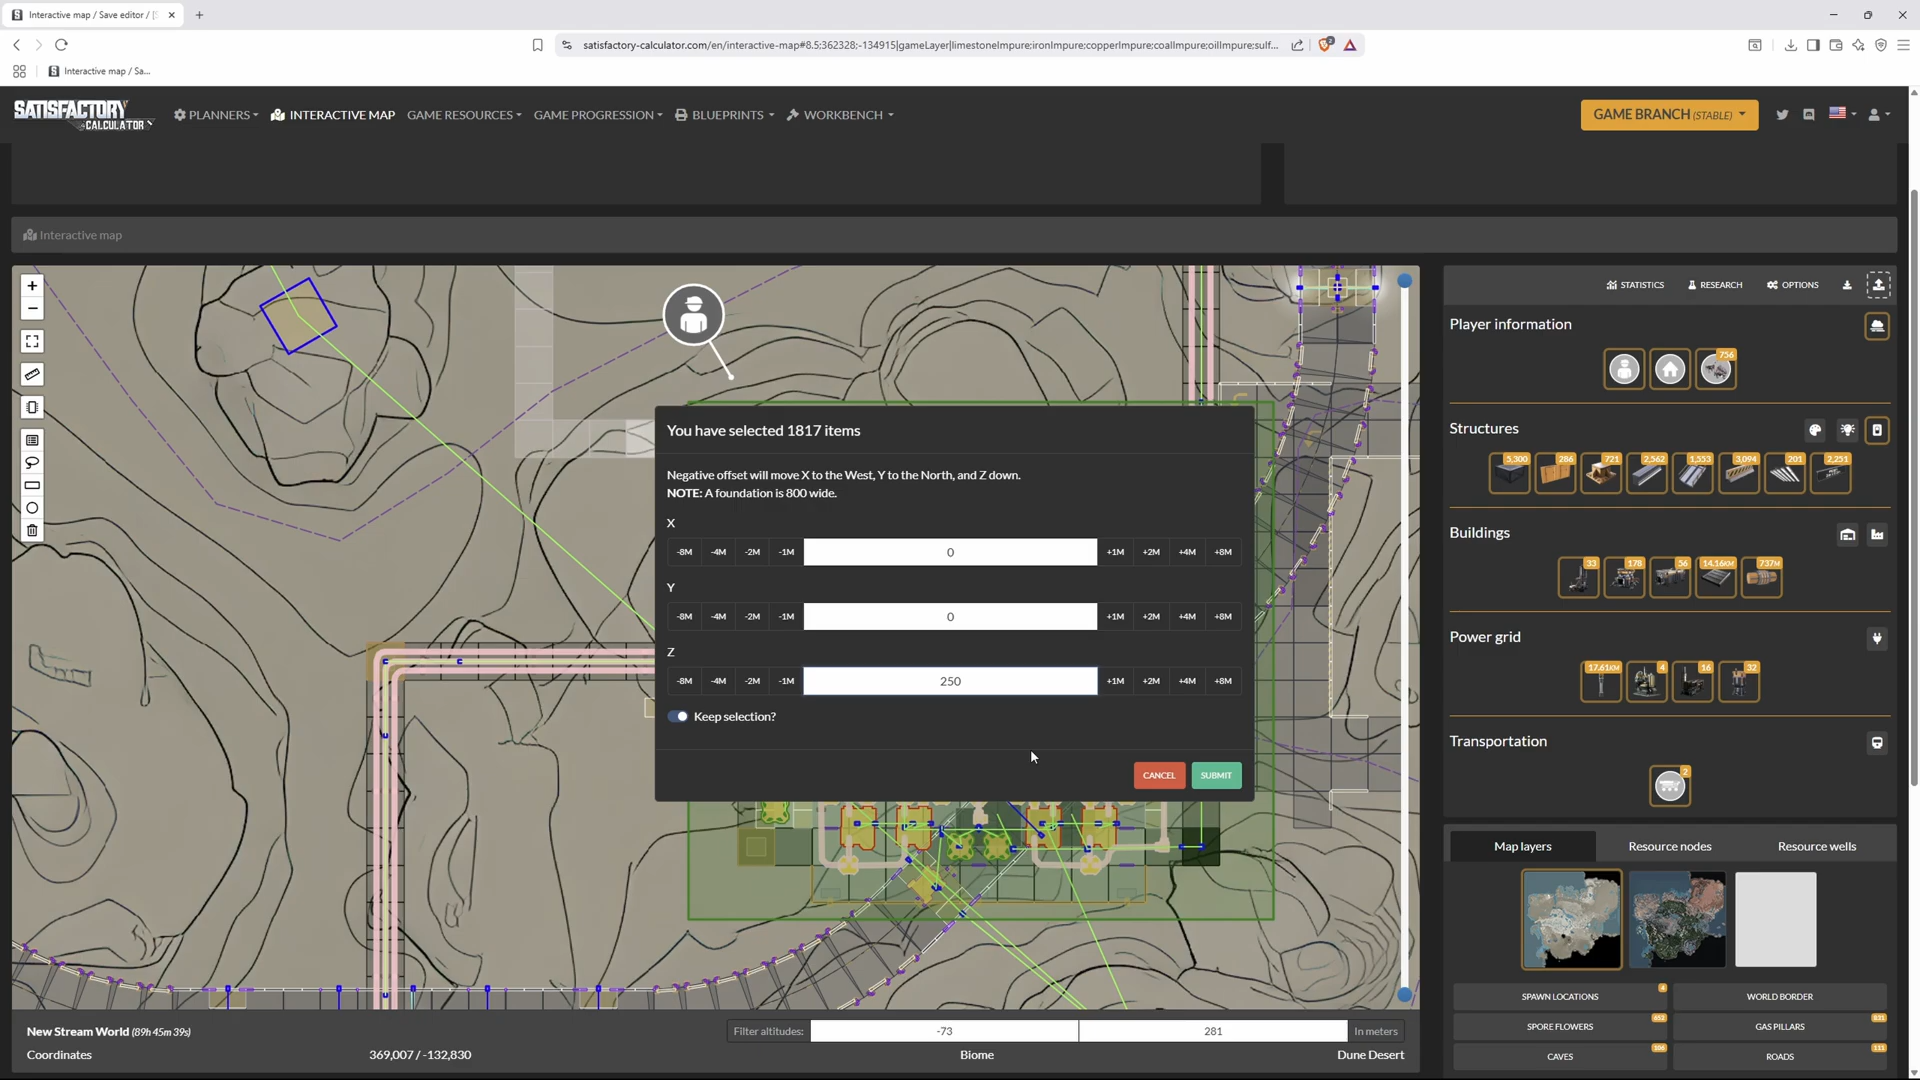 Interactive map / Save editor / [S
satisfactory-calculator.com/en/interactive-map#8.5;362328;-134915|gameLayer|limestoneImpure;ironImpure;copperImpure;coalImpure;oilImpure;sulf...
2
Interactive map / Sa...
SATISFACTORY
CALCULATOR
PLANNERS
INTERACTIVE MAP
GAME RESOURCES
GAME PROGRESSION
BLUEPRINTS
WORKBENCH
GAME BRANCH (STABLE)
Interactive map
STATISTICS
RESEARCH
OPTIONS
Player information
756
Structures
5,300
286
721
2,562
1,553
3,094
201
2,251
Buildings
33
178
56
14.16KM
737M
Power grid
17.61KM
4
16
32
Transportation
2
Map layers
Resource nodes
Resource wells
SPAWN LOCATIONS
4
WORLD BORDER
SPORE FLOWERS
652
GAS PILLARS
821
CAVES
106
ROADS
111
You have selected 1817 items
Negative offset will move X to the West, Y to the North, and Z down.
NOTE: A foundation is 800 wide.
X
-8M -4M -2M -1M 0 +1M +2M +4M +8M
Y
-8M -4M -2M -1M 0 +1M +2M +4M +8M
Z
-8M -4M -2M -1M 250 +1M +2M +4M +8M
Keep selection?
CANCEL
SUBMIT
New Stream World (89h 45m 39s)
Filter altitudes: -73 281 In meters
Coordinates
369,007 / -132,830
Biome
Dune Desert